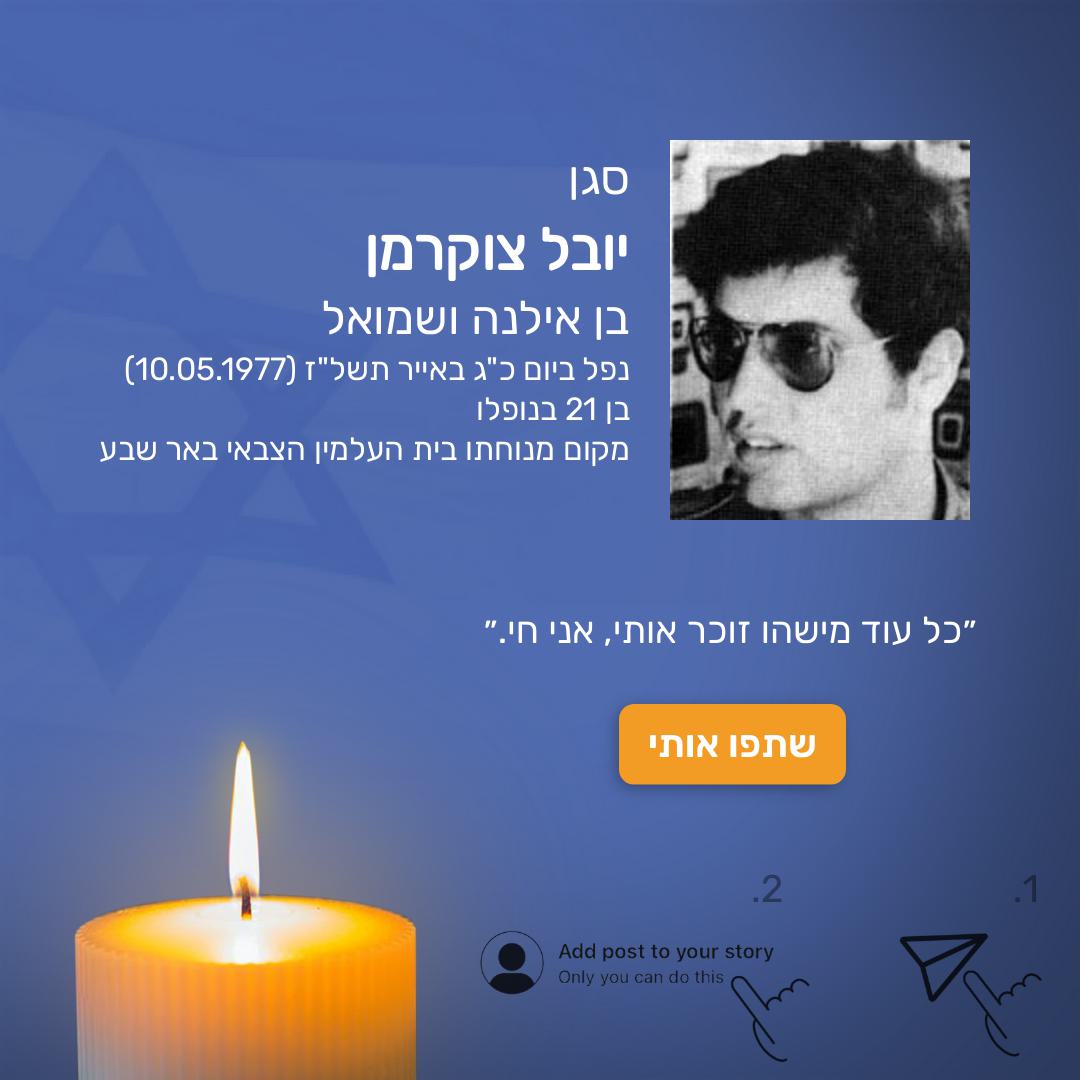 סגן
יובל צוקרמן
בן אילנה ושמואל
נפל ביום כ"ג באייר תשל"ז (10.05.1977)
בן 21 בנופלו
מקום מנוחתו בית העלמין הצבאי באר שבע
״כל עוד מישהו זוכר אותי, אני חי.״
שתפו אותי
1.
2.
Add post to your story
Only you can do this